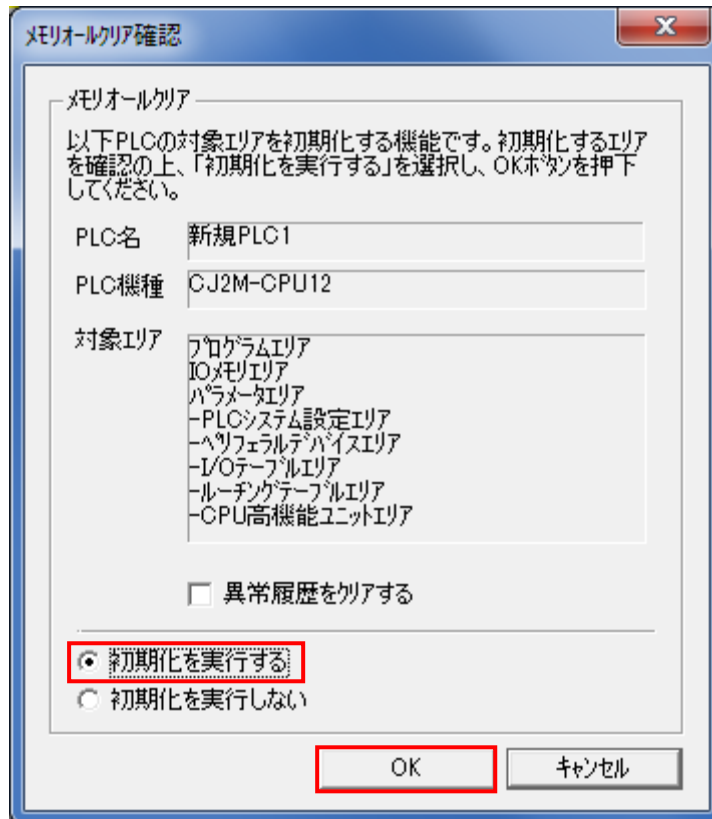 メモリオールクリア確認
メモリオールクリア
以下PLCの対象エリアを初期化する機能です。初期化するエリア
を確認の上、「初期化を実行する」を選択し、OKボタンを押下
してください。
PLC名 新規PLC1
PLC機種 CJ2M-CPU12
対象エリア プログラムエリア
IOメモリエリア
パラメータエリア
-PLCシステム設定エリア
-ペリフェラルデバイスエリア
-I/Oテーブルエリア
-ルーチングテーブルエリア
-CPU高機能ユニットエリア
異常履歴をクリアする
初期化を実行する
初期化を実行しない
OK キャンセル